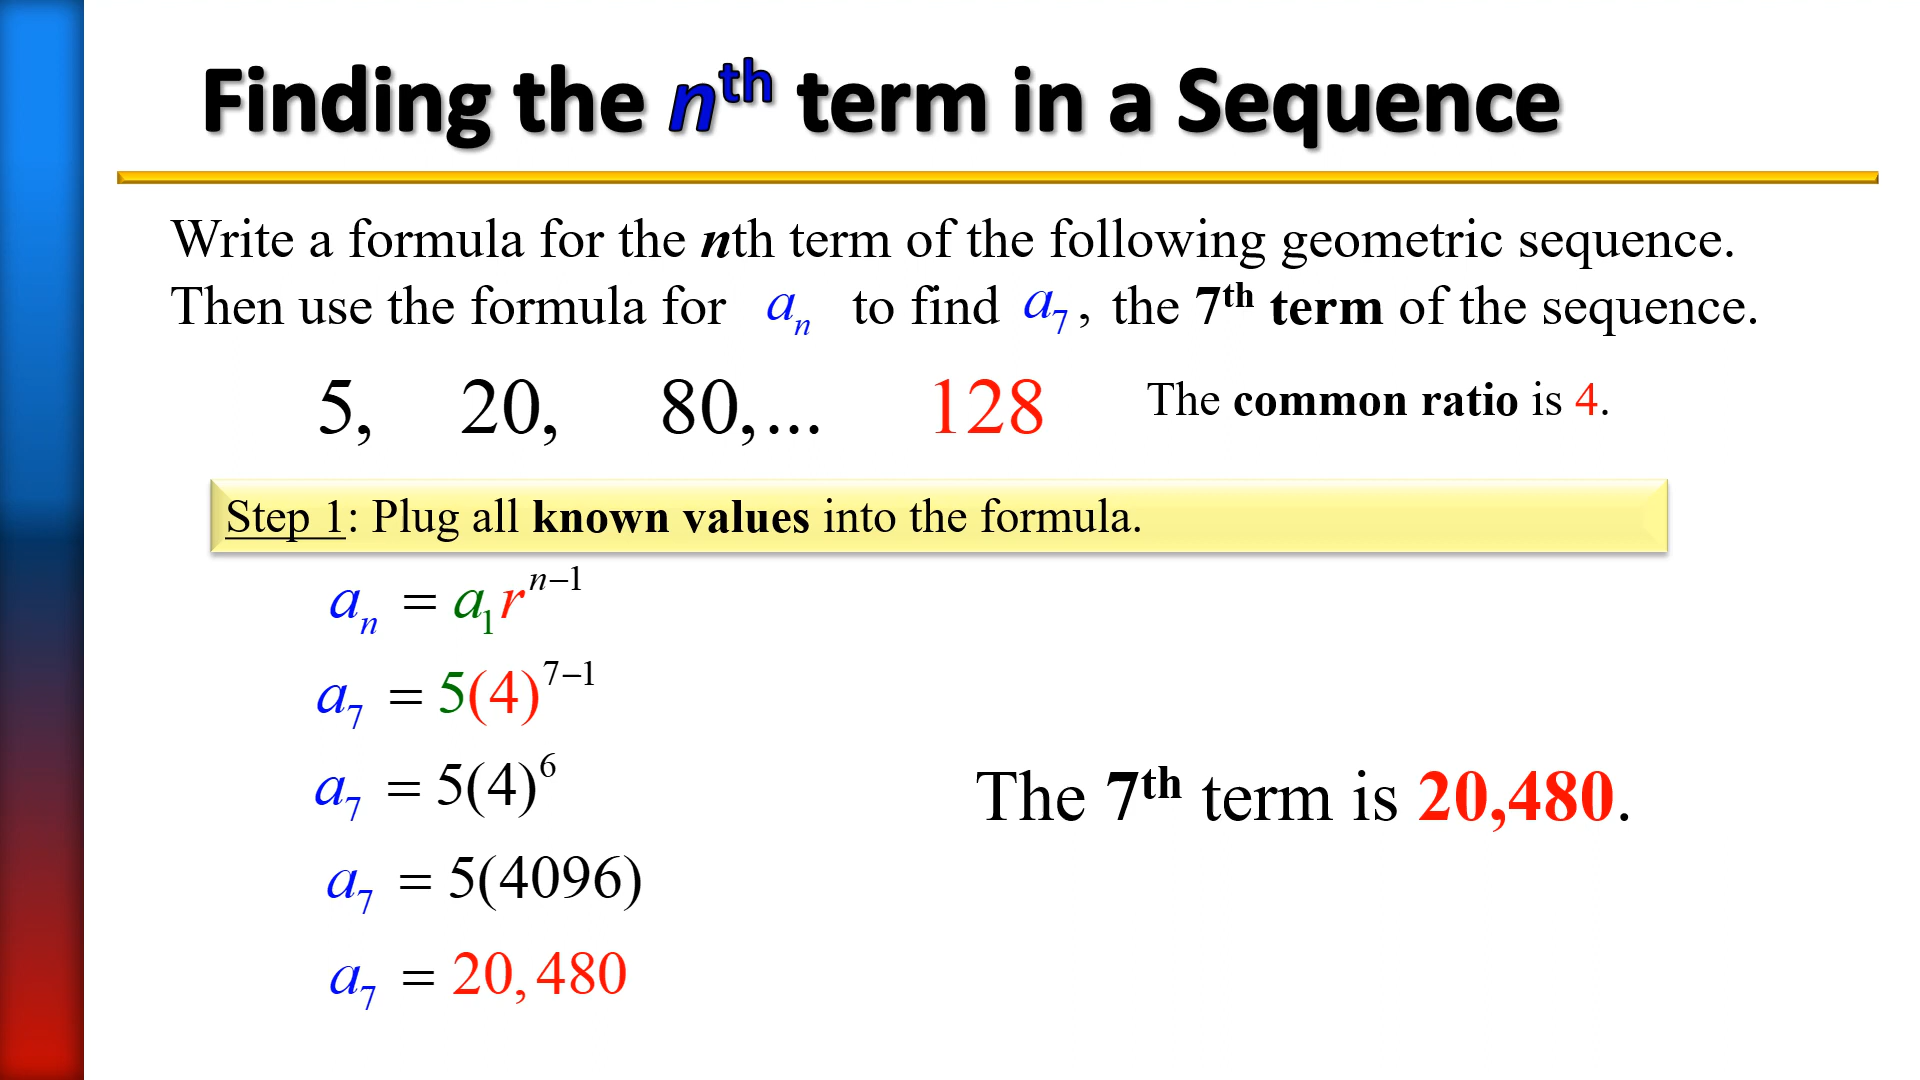 Finding the nᵗʰ term in a Sequence
Write a formula for the nth term of the following geometric sequence.
Then use the formula for aₙ to find a₇, the 7ᵗʰ term of the sequence.
5, 20, 80,... 128 The common ratio is 4.
Step 1: Plug all known values into the formula.
aₙ = a₁rⁿ⁻¹
a₇ = 5(4)⁷⁻¹
a₇ = 5(4)⁶
The 7ᵗʰ term is 20,480.
a₇ = 5(4096)
a₇ = 20,480